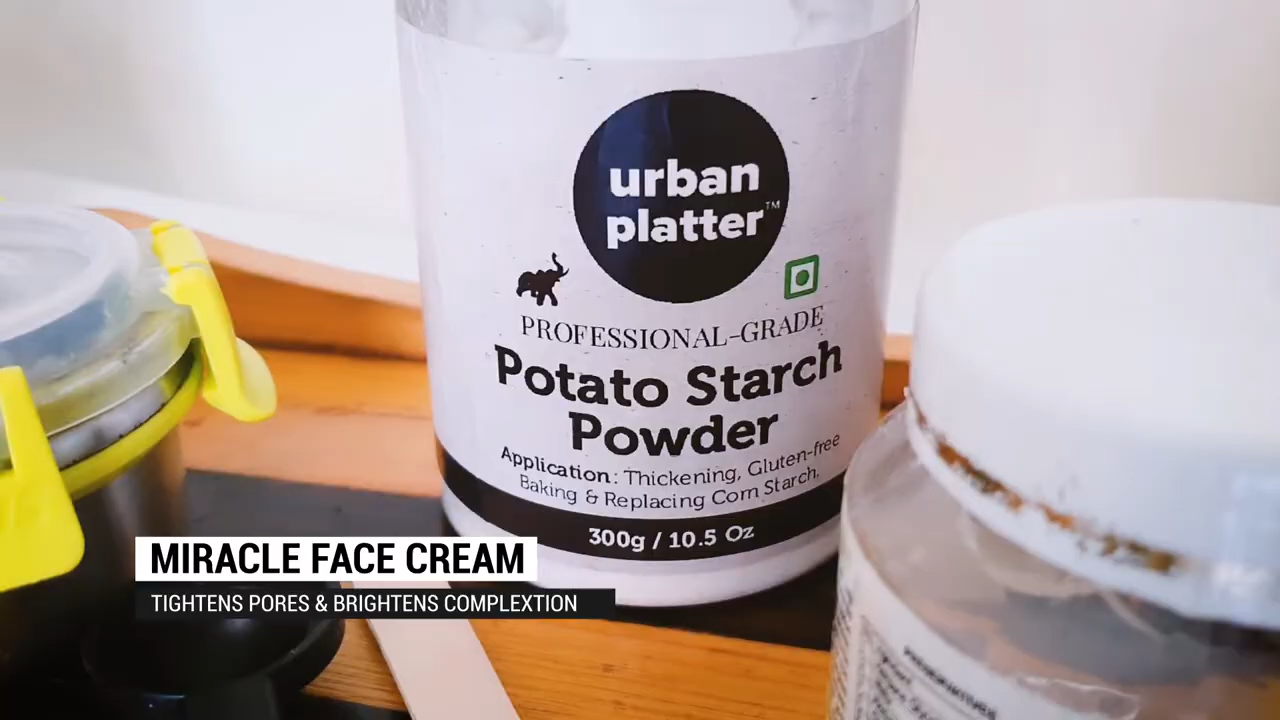 urban
platter™
PROFESSIONAL-GRADE
Potato Starch
Powder
Application: Thickening, Gluten-free
Baking & Replacing Corn Starch,
300g / 10.5 Oz
MIRACLE FACE CREAM
TIGHTENS PORES & BRIGHTENS COMPLEXTION